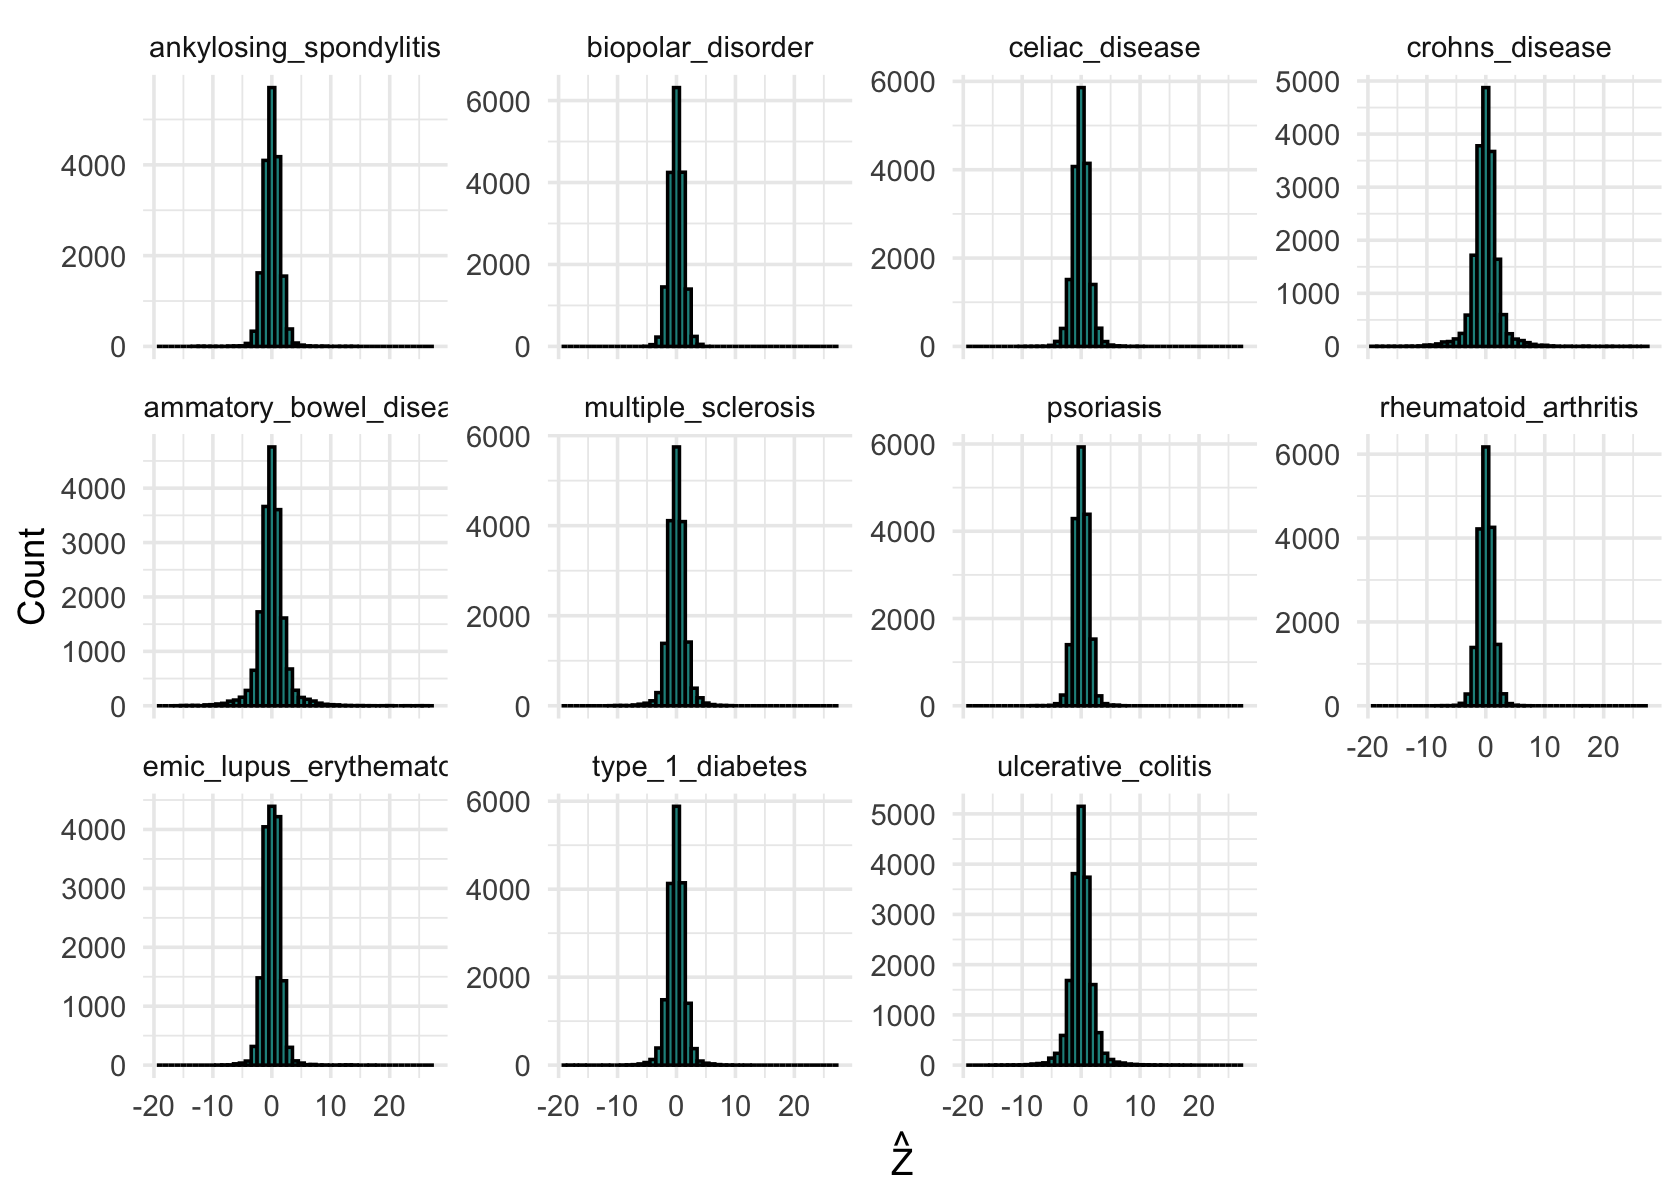 ankylosing_spondylitis biopolar_disorder celiac_disease crohns_disease
6000 6000 5000
4000 4000 4000 4000
3000
2000 2000 2000 2000
1000
0 0 0 0
ammatory_bowel_disea multiple_sclerosis psoriasis rheumatoid_arthritis
6000 6000 6000
4000 4000 4000 4000
3000
2000 2000 2000 2000
1000
0 0 0 0
-20 -10 0 10 20
emic_lupus_erythemato type_1_diabetes ulcerative_colitis
6000 5000
4000 4000 4000
3000 3000
2000 2000 2000
1000 1000
0 0 0
-20 -10 0 10 20 -20 -10 0 10 20 -20 -10 0 10 20
Count
Ẑ